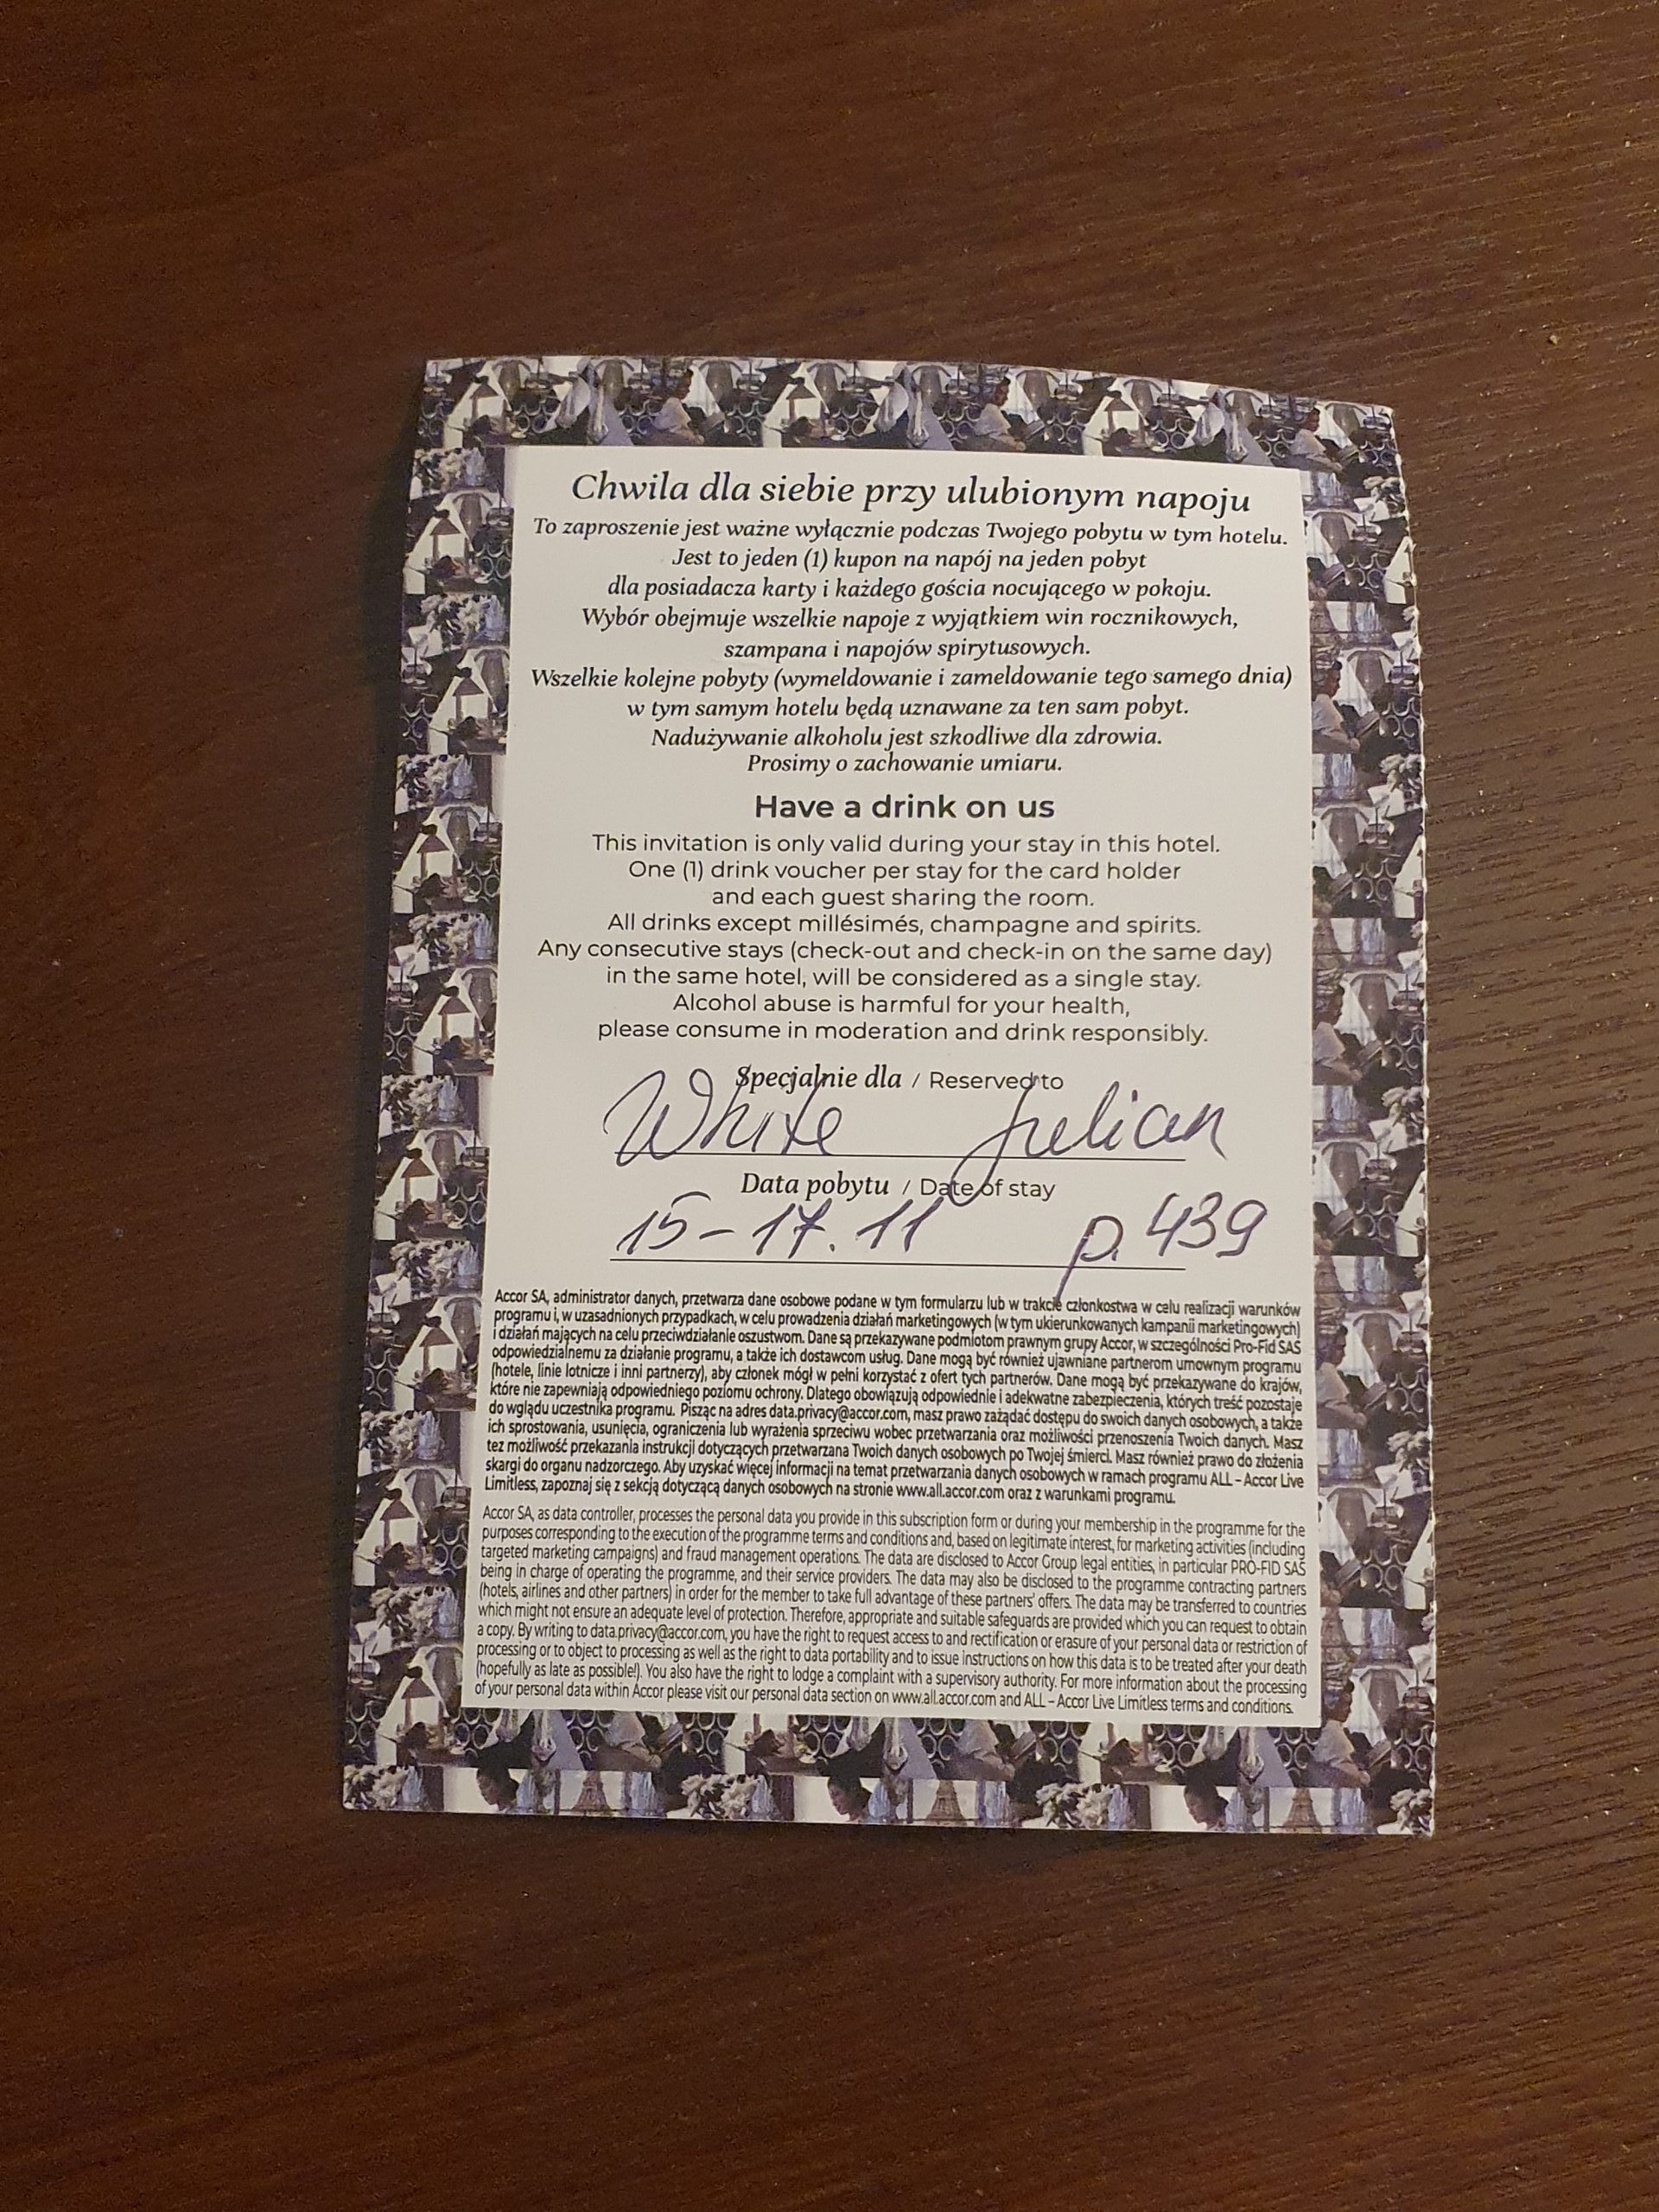 Chwila dla siebie przy ulubionym napoju
To zaproszenie jest ważne wyłącznie podczas Twojego pobytu w tym hotelu.
Jest to jeden (1) kupon na napój na jeden pobyt
dla posiadacza karty i każdego gościa nocującego w pokoju.
Wybór obejmuje wszelkie napoje z wyjątkiem win rocznikowych,
szampana i napojów spirytusowych.
Wszelkie kolejne pobyty (wymeldowanie i zameldowanie tego samego dnia)
w tym samym hotelu będą uznawane za ten sam pobyt.
Nadużywanie alkoholu jest szkodliwe dla zdrowia.
Prosimy o zachowanie umiaru.
Have a drink on us
This invitation is only valid during your stay in this hotel.
One (1) drink voucher per stay for the card holder
and each guest sharing the room.
All drinks except millésimés, champagne and spirits.
Any consecutive stays (check-out and check-in on the same day)
in the same hotel, will be considered as a single stay.
Alcohol abuse is harmful for your health,
please consume in moderation and drink responsibly.
Specjalnie dla / Reserved to
White Julian
Data pobytu / Date of stay
15-17.11 p. 439
Accor SA, administrator danych, przetwarza dane osobowe podane w tym formularzu lub w trakcie członkostwa w celu realizacji warunków
programu i, w uzasadnionych przypadkach, w celu prowadzenia działań marketingowych (w tym ukierunkowanych kampanii marketingowych)
i działań mających na celu przeciwdziałanie oszustwom. Dane są przekazywane podmiotom prawnym grupy Accor, w szczególności Pro-Fid SAS
odpowiedzialnemu za działanie programu, a także ich dostawcom usług. Dane mogą być również ujawniane partnerom umownym programu
(hotele, linie lotnicze i inni partnerzy), aby członek mógł w pełni korzystać z ofert tych partnerów. Dane mogą być przekazywane do krajów,
które nie zapewniają odpowiedniego poziomu ochrony. Dlatego obowiązują odpowiednie i adekwatne zabezpieczenia, których treść pozostaje
do wglądu uczestnika programu. Pisząc na adres data.privacy@accor.com, masz prawo zażądać dostępu do swoich danych osobowych, a także
ich sprostowania, usunięcia, ograniczenia lub wyrażenia sprzeciwu wobec przetwarzania oraz możliwości przenoszenia Twoich danych. Masz
tez możliwość przekazania instrukcji dotyczących przetwarzana Twoich danych osobowych po Twojej śmierci. Masz również prawo do złożenia
skargi do organu nadzorczego. Aby uzyskać więcej informacji na temat przetwarzania danych osobowych w ramach programu ALL – Accor Live
Limitless, zapoznaj się z sekcją dotyczącą danych osobowych na stronie www.all.accor.com oraz z warunkami programu.
Accor SA, as data controller, processes the personal data you provide in this subscription form or during your membership in the programme for the
purposes corresponding to the execution of the programme terms and conditions and, based on legitimate interest, for marketing activities (including
targeted marketing campaigns) and fraud management operations. The data are disclosed to Accor Group legal entities, in particular PRO-FID SAS
being in charge of operating the programme, and their service providers. The data may also be disclosed to the programme contracting partners
(hotels, airlines and other partners) in order for the member to take full advantage of these partners' offers. The data may be transferred to countries
which might not ensure an adequate level of protection. Therefore, appropriate and suitable safeguards are provided which you can request to obtain
a copy. By writing to data.privacy@accor.com, you have the right to request access to and rectification or erasure of your personal data or restriction of
processing or to object to processing as well as the right to data portability and to issue instructions on how this data is to be treated after your death
(hopefully as late as possible!). You also have the right to lodge a complaint with a supervisory authority. For more information about the processing
of your personal data within Accor please visit our personal data section on www.all.accor.com and ALL – Accor Live Limitless terms and conditions.